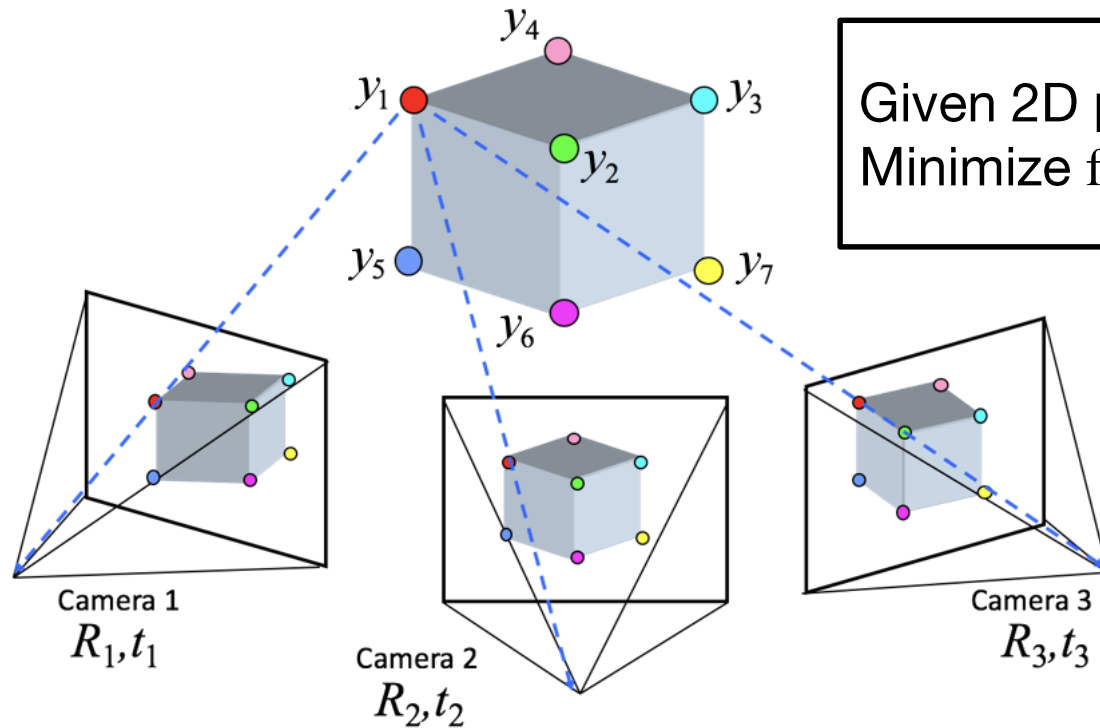 y₄
y₁
y₃
y₂
y₅
y₇
y₆
Given 2D
Minimize
Camera 1
R₁,t₁
Camera 2
R₂,t₂
Camera 3
R₃,t₃